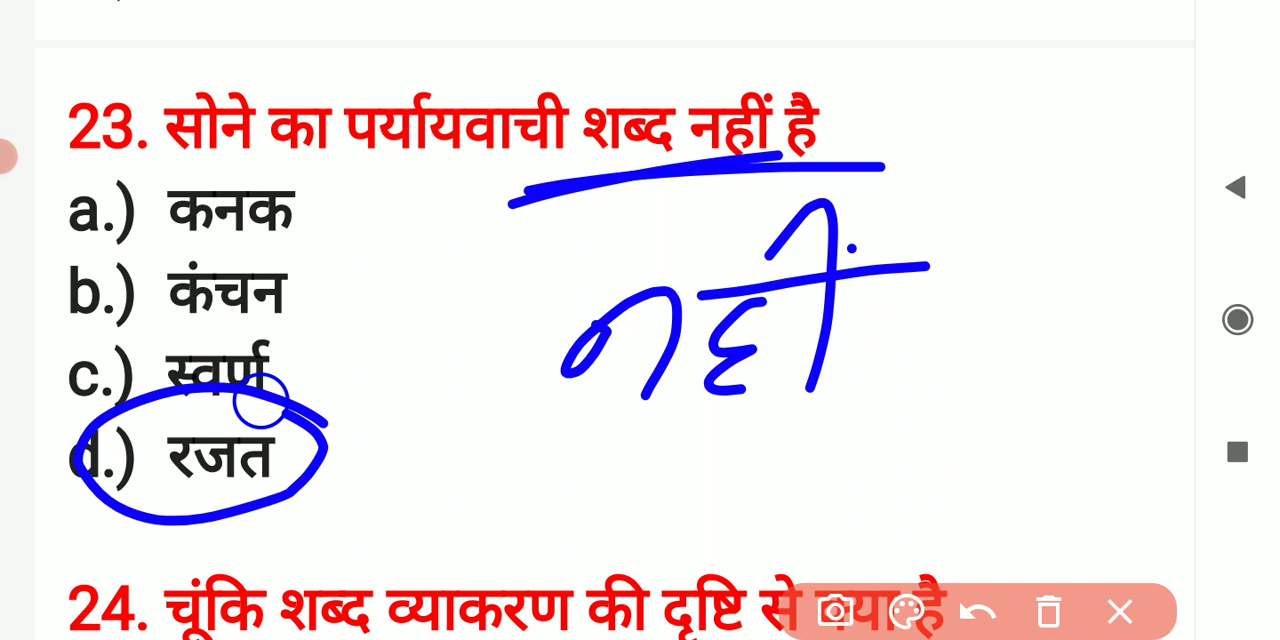 23. सोने का पर्यायवाची शब्द नहीं है
a.) कनक
b.) कंचन
नहीं
c.) स्वर्ण
d.) रजत
24. चूंकि शब्द व्याकरण की दृष्टि से क्या है